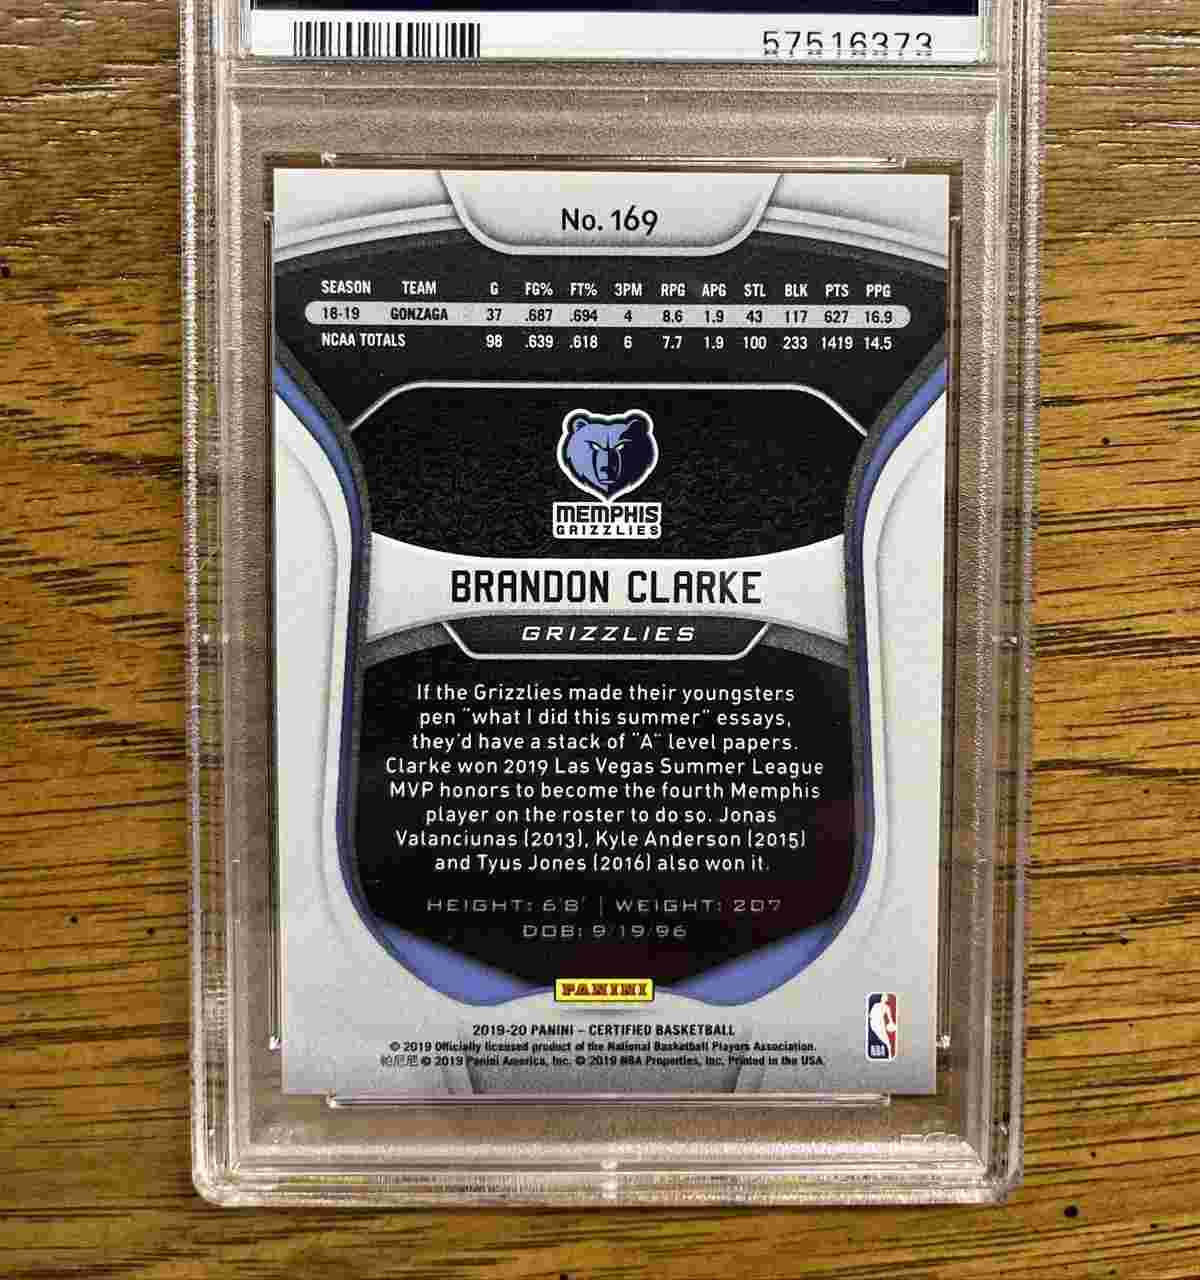 57516373
No. 169
SEASON TEAM G FG% FT% 3PM RPG APG STL BLK PTS PPG
18-19 GONZAGA 37 .687 .694 4 8.6 1.9 43 117 627 16.9
NCAA TOTALS 98 .639 .618 6 7.7 1.9 100 233 1419 14.5
MEMPHIS
GRIZZLIES
BRANDON CLARKE
GRIZZLIES
If the Grizzlies made their youngsters
pen "what I did this summer" essays,
they'd have a stack of "A" level papers.
Clarke won 2019 Las Vegas Summer League
MVP honors to become the fourth Memphis
player on the roster to do so. Jonas
Valanciunas (2013), Kyle Anderson (2015)
and Tyus Jones (2016) also won it.
HEIGHT: 6'8' | WEIGHT: 207
DOB: 9/19/96
PANINI
NBA
2019-20 PANINI – CERTIFIED BASKETBALL
© 2019 Officially licensed product of the National Basketball Players Association.
帕尼尼 © 2019 Panini America, Inc. © 2019 NBA Properties, Inc. Printed in the USA